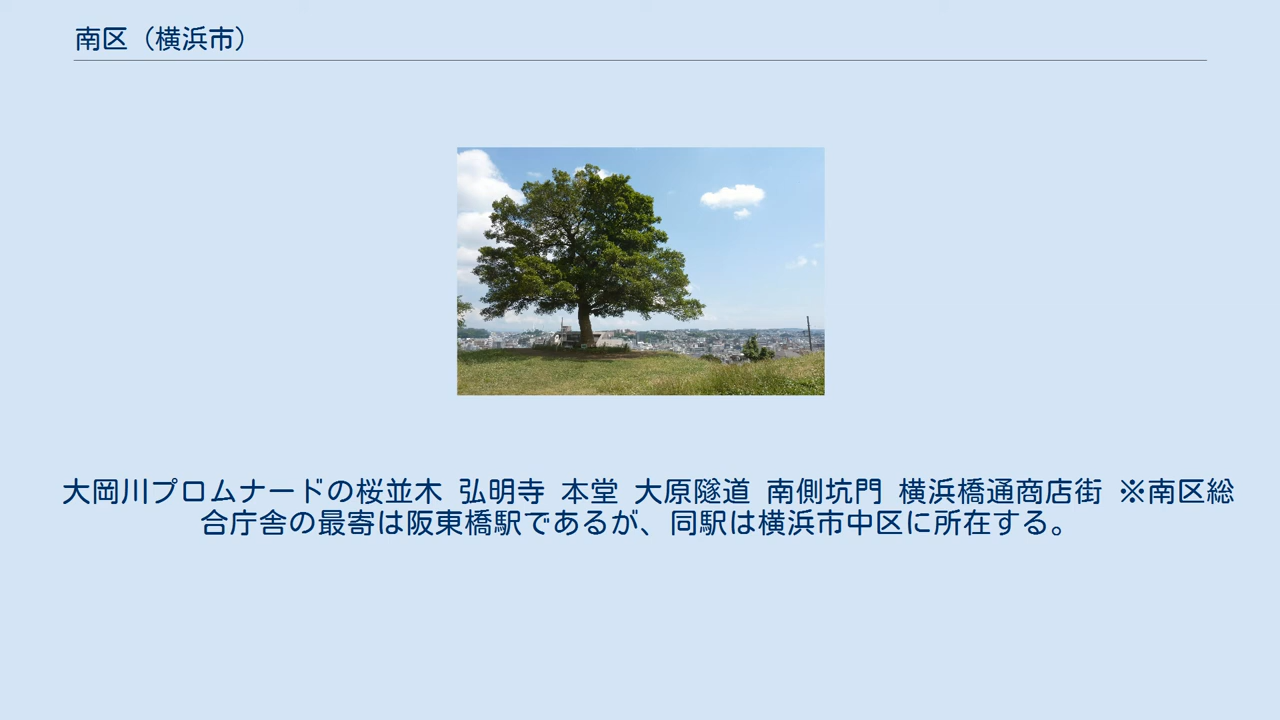 南区（横浜市）
大岡川プロムナードの桜並木 弘明寺 本堂 大原隧道 南側坑門 横浜橋通商店街 ※南区総
合庁舎の最寄は阪東橋駅であるが、同駅は横浜市中区に所在する。